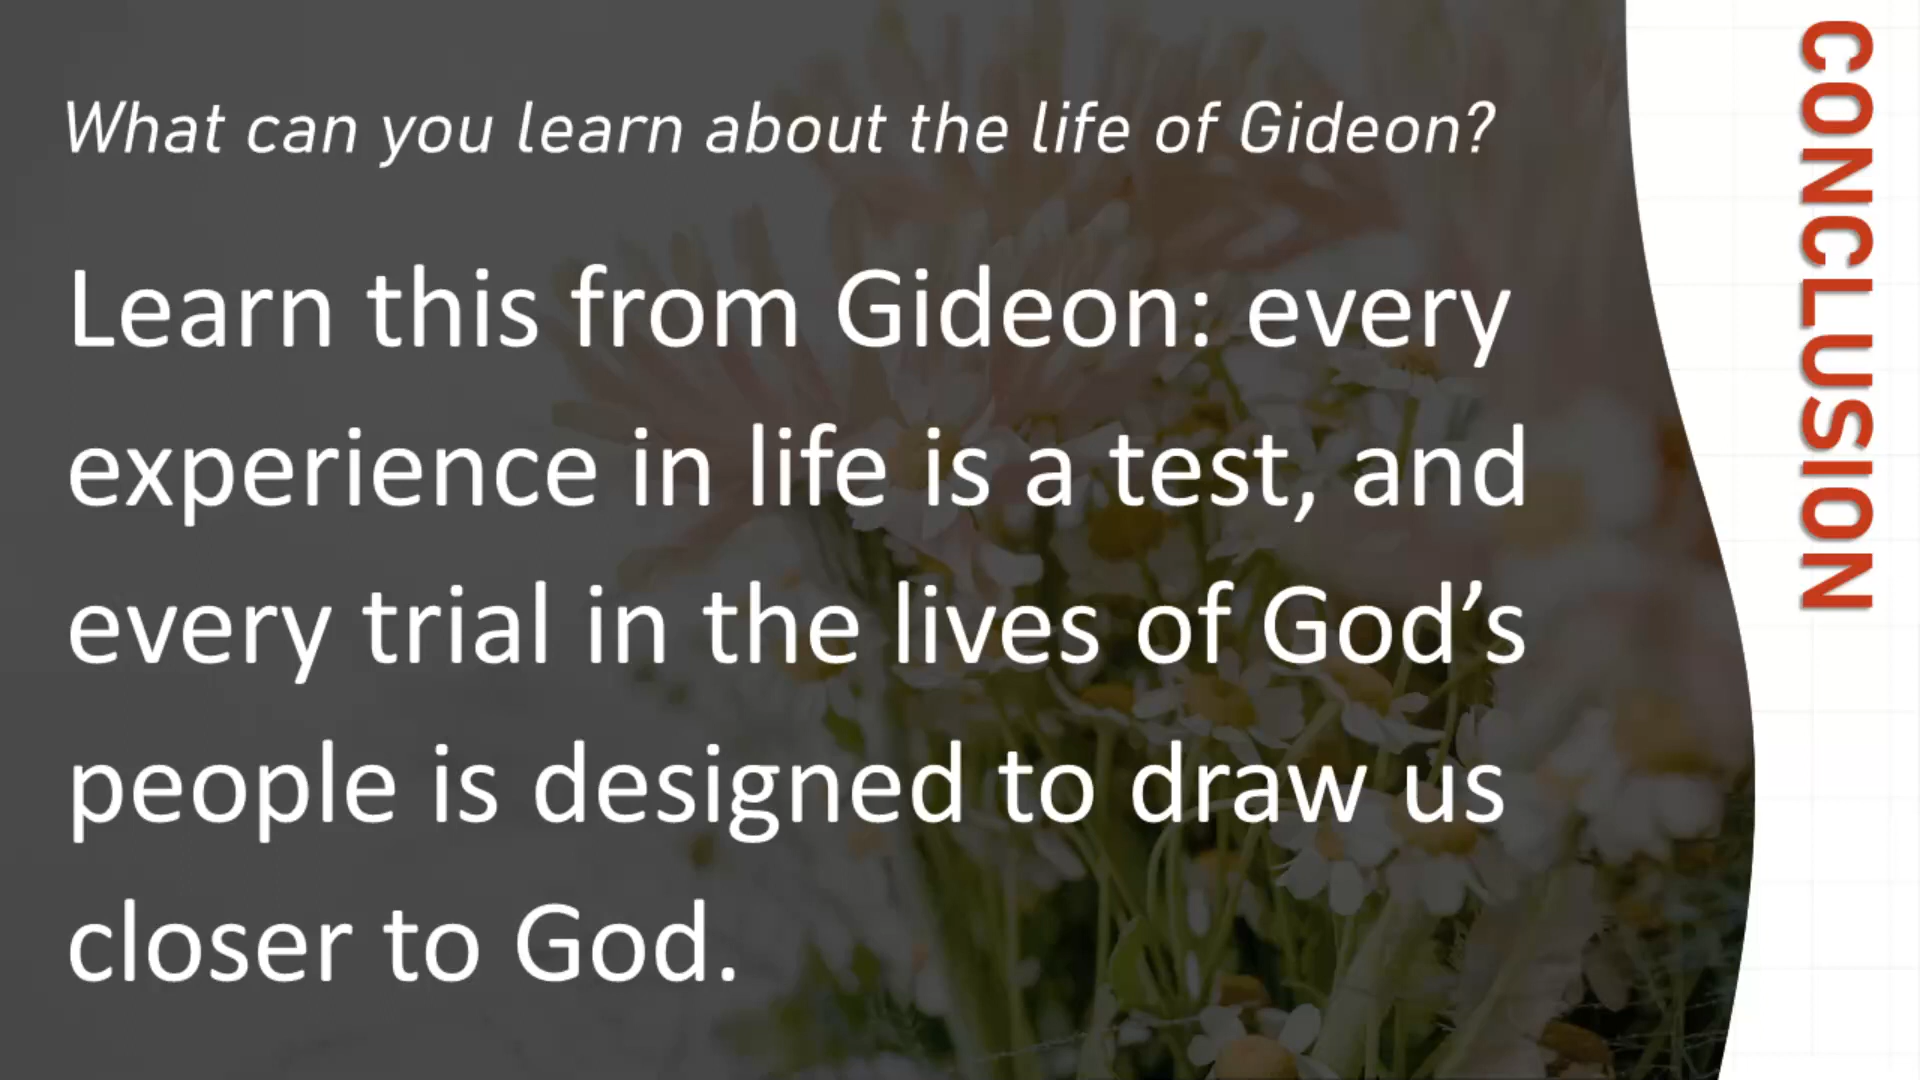 What can you learn about the life of Gideon?
Learn this from Gideon: every
experience in life is a test, and
every trial in the lives of God’s
people is designed to draw us
closer to God.
CONCLUSION